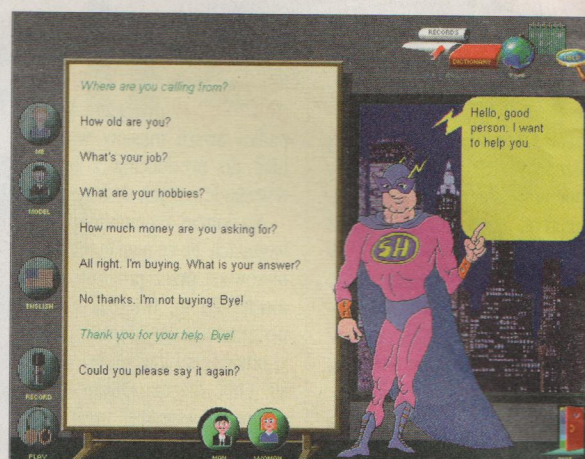 RECORDS
DICTIONARY
Where are you calling from?
How old are you?
What's your job?
What are your hobbies?
How much money are you asking for?
All right. I'm buying. What is your answer?
No thanks. I'm not buying. Bye!
Thank you for your help. Bye!
Could you please say it again?
ME
MODEL
ENGLISH
RECORD
PLAY
MAN
WOMAN
Hello, good
person. I want
to help you
SH